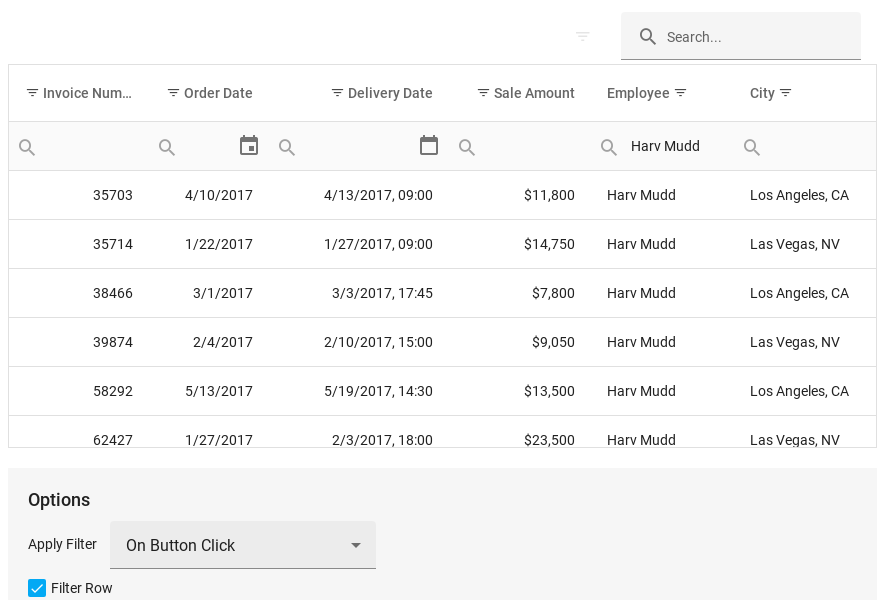 Search...
Invoice Num... Order Date Delivery Date Sale Amount Employee City
Harv Mudd
35703 4/10/2017 4/13/2017, 09:00 $11,800 Harv Mudd Los Angeles, CA
35714 1/22/2017 1/27/2017, 09:00 $14,750 Harv Mudd Las Vegas, NV
38466 3/1/2017 3/3/2017, 17:45 $7,800 Harv Mudd Los Angeles, CA
39874 2/4/2017 2/10/2017, 15:00 $9,050 Harv Mudd Las Vegas, NV
58292 5/13/2017 5/19/2017, 14:30 $13,500 Harv Mudd Los Angeles, CA
62427 1/27/2017 2/3/2017, 18:00 $23,500 Harv Mudd Las Vegas, NV
Options
Apply Filter On Button Click
Filter Row